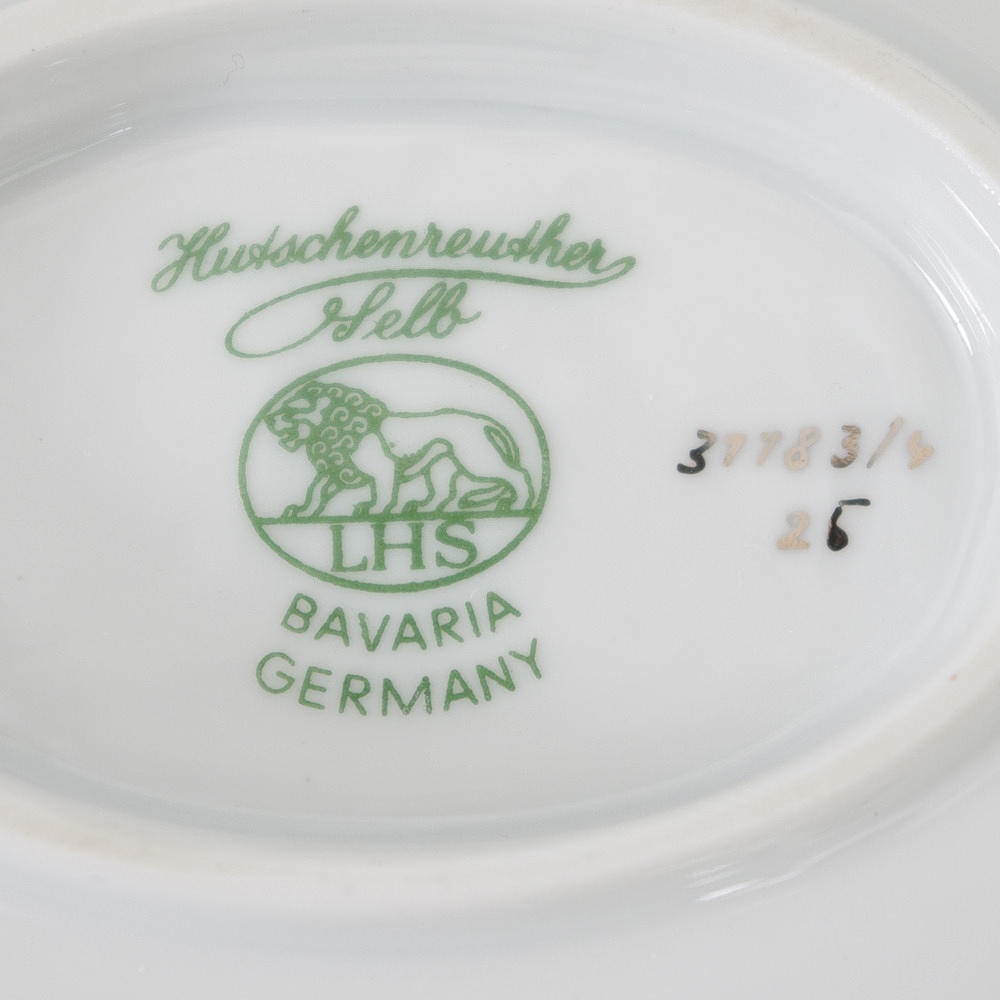 Hutschenreuther
Selb
LHS
BAVARIA
GERMANY
37783/4
25